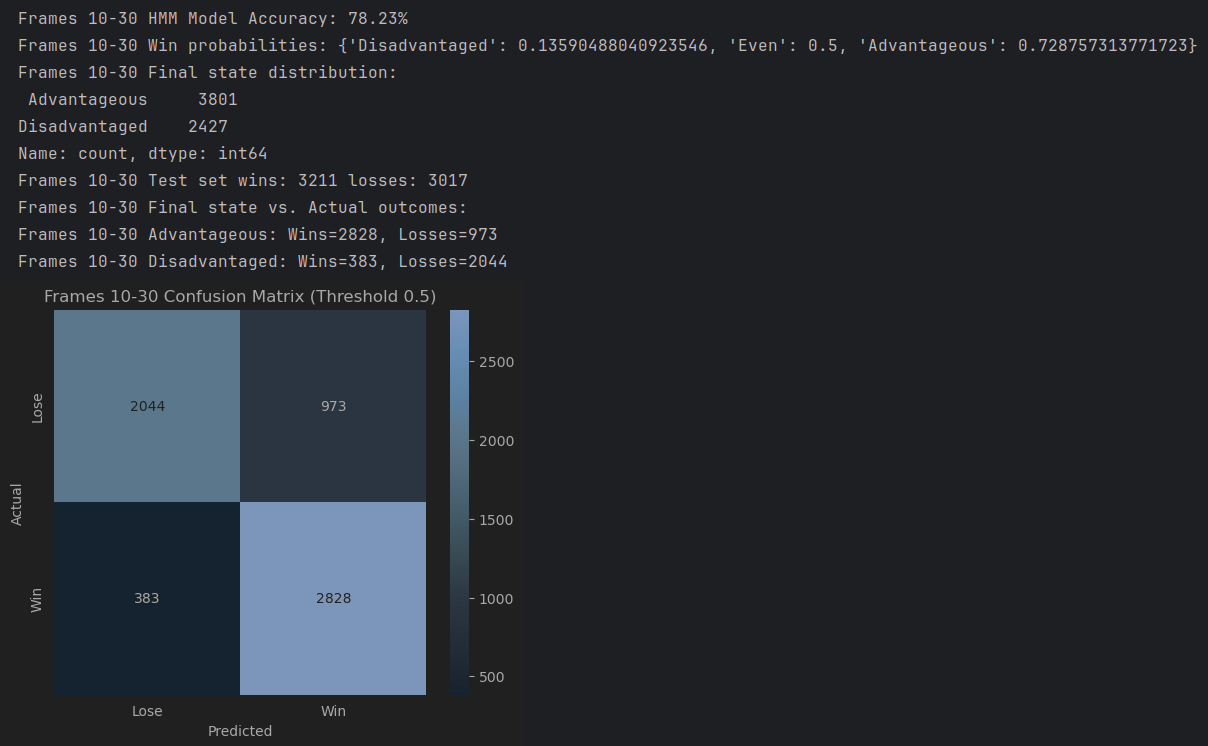 Frames 10-30 HMM Model Accuracy: 78.23%
Frames 10-30 Win probabilities: {'Disadvantaged': 0.13590488040923546, 'Even': 0.5, 'Advantageous': 0.728757313771723}
Frames 10-30 Final state distribution:
Advantageous 3801
Disadvantaged 2427
Name: count, dtype: int64
Frames 10-30 Test set wins: 3211 losses: 3017
Frames 10-30 Final state vs. Actual outcomes:
Frames 10-30 Advantageous: Wins=2828, Losses=973
Frames 10-30 Disadvantaged: Wins=383, Losses=2044
Frames 10-30 Confusion Matrix (Threshold 0.5)
2500
Lose 2044 973
2000
Actual
1500
Win 383 2828
1000
500
Lose Win
Predicted